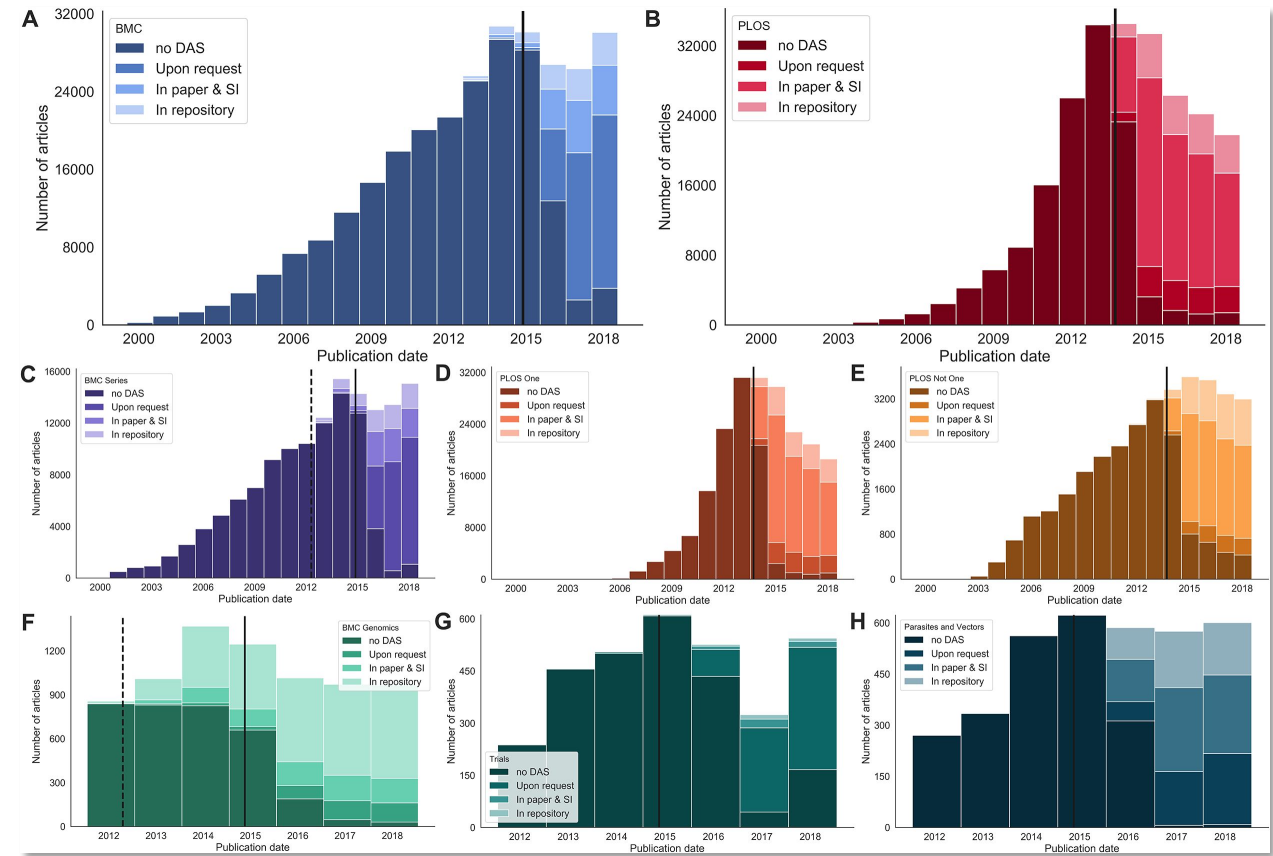 A
BMC
no DAS
Upon request
In paper & SI
In repository
Number of articles
32000
24000
16000
8000
0
2000 2003 2006 2009 2012 2015 2018
Publication date
B
PLOS
no DAS
Upon request
In paper & SI
In repository
Number of articles
32000
24000
16000
8000
0
2000 2003 2006 2009 2012 2015 2018
Publication date
C
BMC Series
no DAS
Upon request
In paper & SI
In repository
Number of articles
16000
12000
8000
4000
0
2000 2003 2006 2009 2012 2015 2018
Publication date
D
PLOS One
no DAS
Upon request
In paper & SI
In repository
Number of articles
32000
24000
16000
8000
0
2000 2003 2006 2009 2012 2015 2018
Publication date
E
PLOS Not One
no DAS
Upon request
In paper & SI
In repository
Number of articles
3200
2400
1600
800
0
2000 2003 2006 2009 2012 2015 2018
Publication date
F
BMC Genomics
no DAS
Upon request
In paper & SI
In repository
Number of articles
1200
900
600
300
0
2012 2013 2014 2015 2016 2017 2018
Publication date
G
Trials
no DAS
Upon request
In paper & SI
In repository
Number of articles
600
450
300
150
0
2012 2013 2014 2015 2016 2017 2018
Publication date
H
Parasites and Vectors
no DAS
Upon request
In paper & SI
In repository
Number of articles
600
450
300
150
0
2012 2013 2014 2015 2016 2017 2018
Publication date